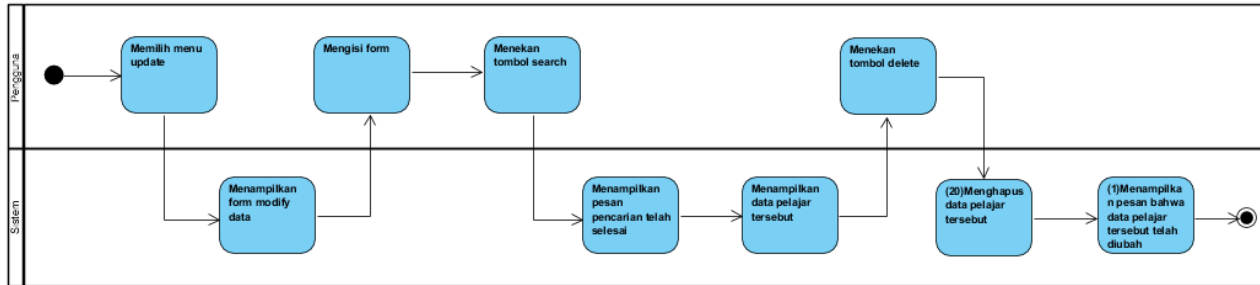 Pengguna
Memilih menu
update
Mengisi form
Menekan
tombol search
Menekan
tombol delete
Sistem
Menampilkan
form modify
data
Menampilkan
pesan
pencarian telah
selesai
Menampilkan
data pelajar
tersebut
(20)Menghapus
data pelajar
tersebut
(1)Menampilka
n pesan bahwa
data pelajar
tersebut telah
diubah